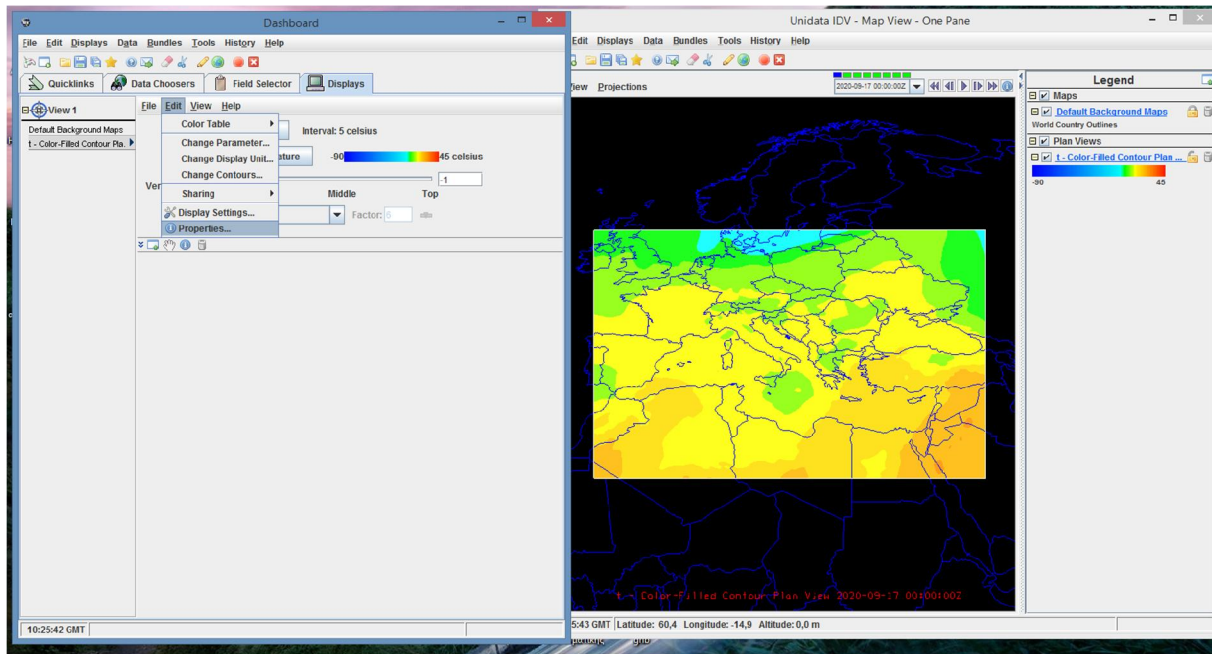 Dashboard
File Edit Displays Data Bundles Tools History Help
Quicklinks Data Choosers Field Selector Displays
View 1
Default Background Maps
t - Color-Filled Contour Pla.
File Edit View Help
Color Table
Change Parameter...
Change Display Unit...
Change Contours...
Sharing
Display Settings...
Properties...
Interval: 5 celsius
-90 45 celsius
-1
Middle Top
Factor:
10:25:42 GMT
Unidata IDV - Map View - One Pane
Edit Displays Data Bundles Tools History Help
Projections
2020-09-17 00:00:00Z
t - Color-Filled Contour Plan View 2020-09-17 00:00:00Z
5:43 GMT Latitude: 60,4 Longitude: -14,9 Altitude: 0,0 m
Legend
Maps
Default Background Maps
World Country Outlines
Plan Views
t - Color-Filled Contour Plan ...
-90 45